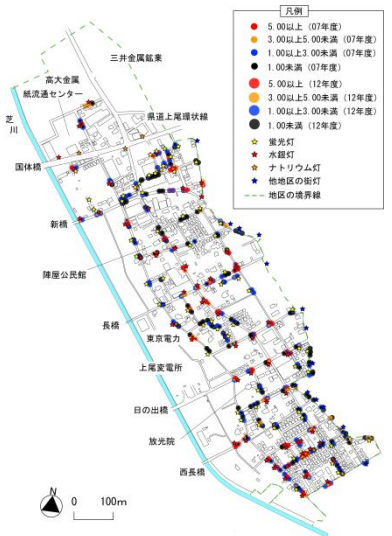 凡例
5.00以上(07年度)
3.00以上5.00未満(07年度)
1.00以上3.00未満(07年度)
1.00未満(07年度)
5.00以上(12年度)
3.00以上5.00未満(12年度)
1.00以上3.00未満(12年度)
1.00未満(12年度)
蛍光灯
水銀灯
ナトリウム灯
他地区の街灯
地区の境界線
三井金属鉱業
高大金属
紙流通センター
芝川
県道上尾環状線
国体橋
新橋
陣屋公民館
長橋
東京電力
上尾変電所
日の出橋
放光院
西長橋
N
0 100m